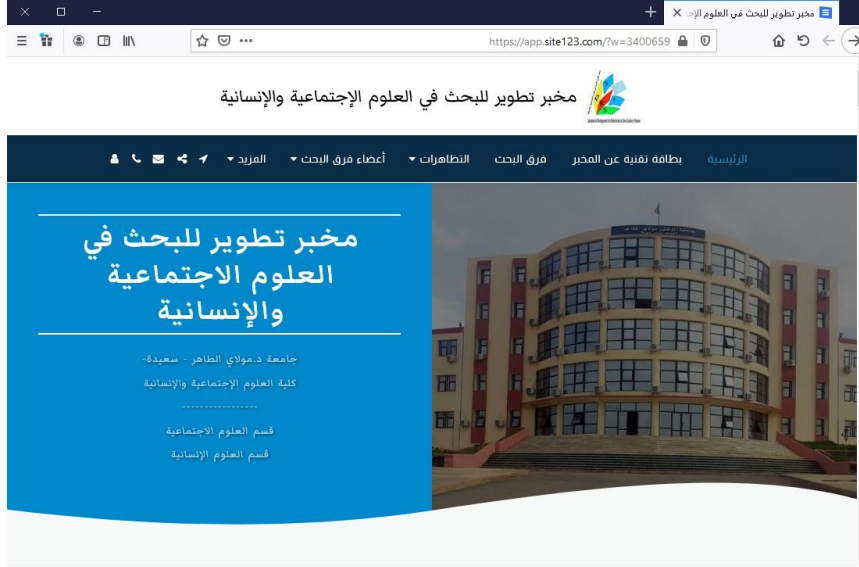 مخبر تطوير للبحث في العلوم الإج
https://app.site123.com/?w=3400659
مخبر تطوير للبحث في العلوم الإجتماعية والإنسانية
الرئيسية بطاقة تقنية عن المخبر فرق البحث التظاهرات أعضاء فرق البحث المزيد
مخبر تطوير للبحث في
العلوم الاجتماعية
والإنسانية
جامعة د.مولاي الطاهر - سعيدة-
كلية العلوم الإجتماعية والإنسانية
-----------------
قسم العلوم الاجتماعية
قسم العلوم الإنسانية